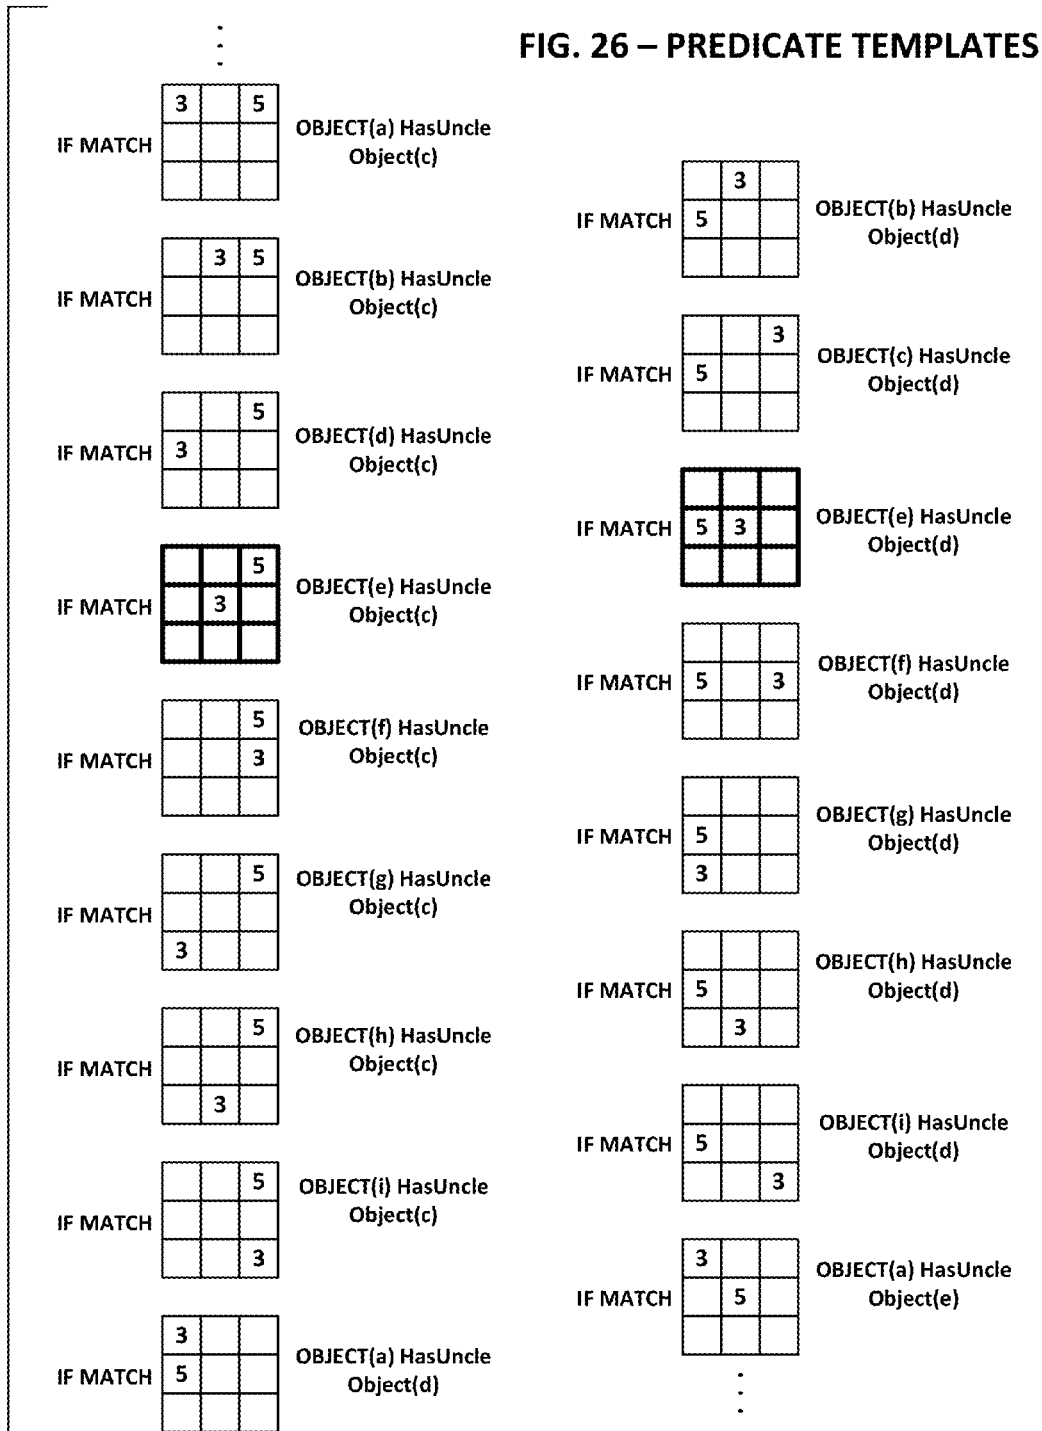 FIG. 26 – PREDICATE TEMPLATES
3 5
IF MATCH
OBJECT(a) HasUncle
Object(c)
3 5
IF MATCH
OBJECT(b) HasUncle
Object(c)
5
3
IF MATCH
OBJECT(d) HasUncle
Object(c)
5
3
IF MATCH
OBJECT(e) HasUncle
Object(c)
5
3
IF MATCH
OBJECT(f) HasUncle
Object(c)
5
3
IF MATCH
OBJECT(g) HasUncle
Object(c)
5
3
IF MATCH
OBJECT(h) HasUncle
Object(c)
5
3
IF MATCH
OBJECT(i) HasUncle
Object(c)
3
5
IF MATCH
OBJECT(a) HasUncle
Object(d)
3
5
IF MATCH
OBJECT(b) HasUncle
Object(d)
3
5
IF MATCH
OBJECT(c) HasUncle
Object(d)
5 3
IF MATCH
OBJECT(e) HasUncle
Object(d)
5 3
IF MATCH
OBJECT(f) HasUncle
Object(d)
5
3
IF MATCH
OBJECT(g) HasUncle
Object(d)
5
3
IF MATCH
OBJECT(h) HasUncle
Object(d)
5
3
IF MATCH
OBJECT(i) HasUncle
Object(d)
3
5
IF MATCH
OBJECT(a) HasUncle
Object(e)